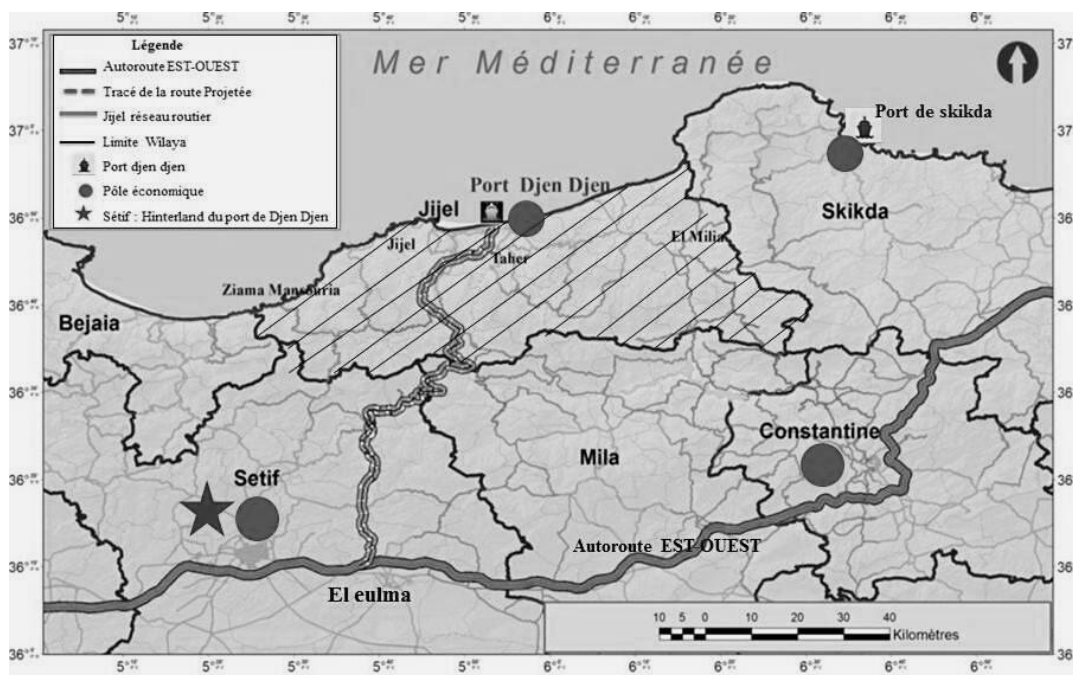 Légende
Autoroute EST-OUEST
Tracé de la route Projetée
Jijel réseau routier
Limite Wilaya
Port djen djen
Pôle économique
Sétif : Hinterland du port de Djen Djen
Mer Méditerranée
Port de skikda
Port Djen Djen
Jijel
Skikda
Jijel
Taher
El Milia
Ziama Mansouria
Bejaia
Constantine
Mila
Setif
Autoroute EST-OUEST
El eulma
10 5 0 10 20 30 40
Kilomètres